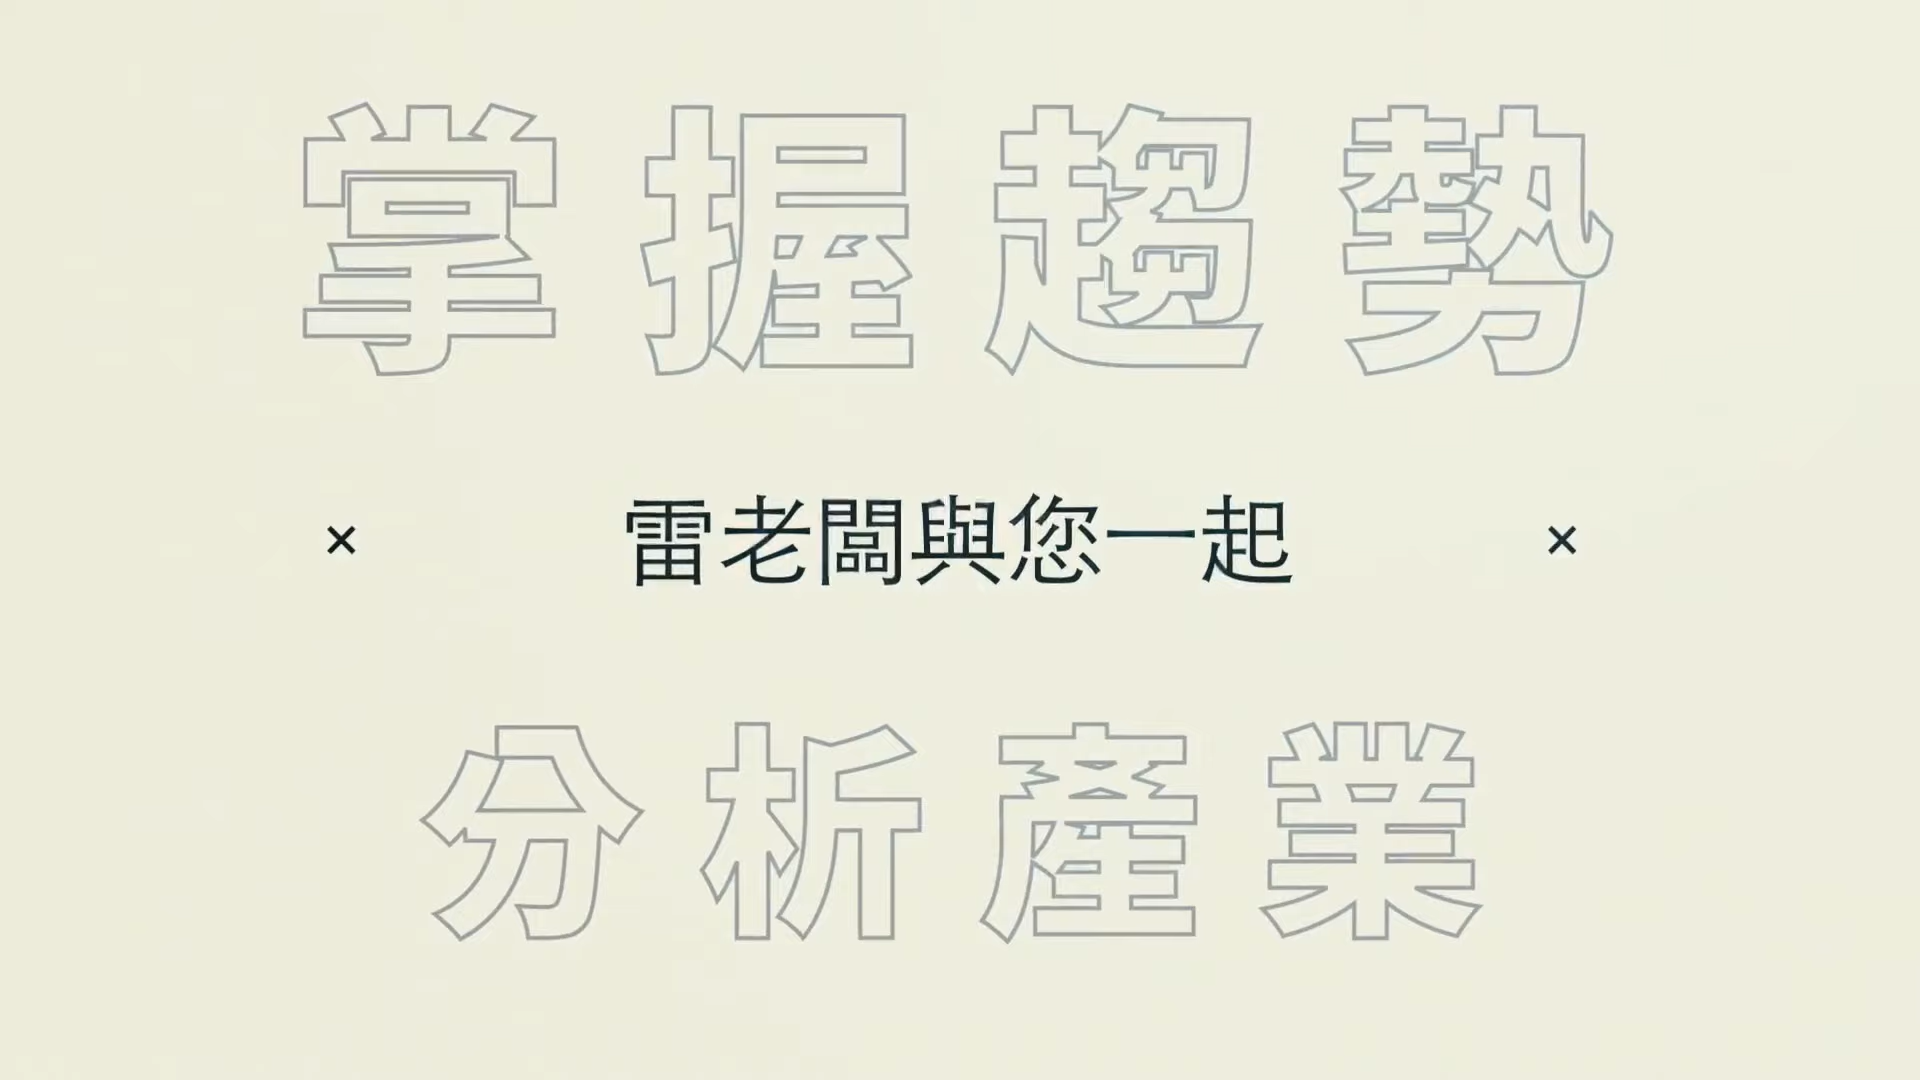 掌握趨勢
× 雷老闆與您一起 ×
分析產業